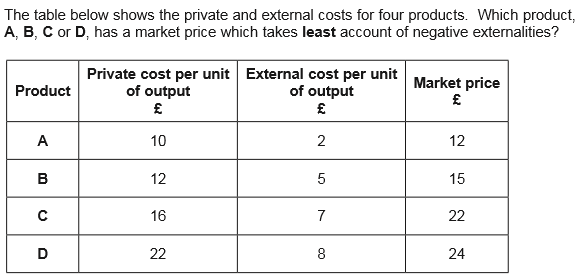 The table below shows the private and external costs for four products.  Which product,
A, B, C or D, has a market price which takes least account of negative externalities?
Product Private cost per unit of output £ External cost per unit of output £ Market price £
A 10 2 12
B 12 5 15
C 16 7 22
D 22 8 24